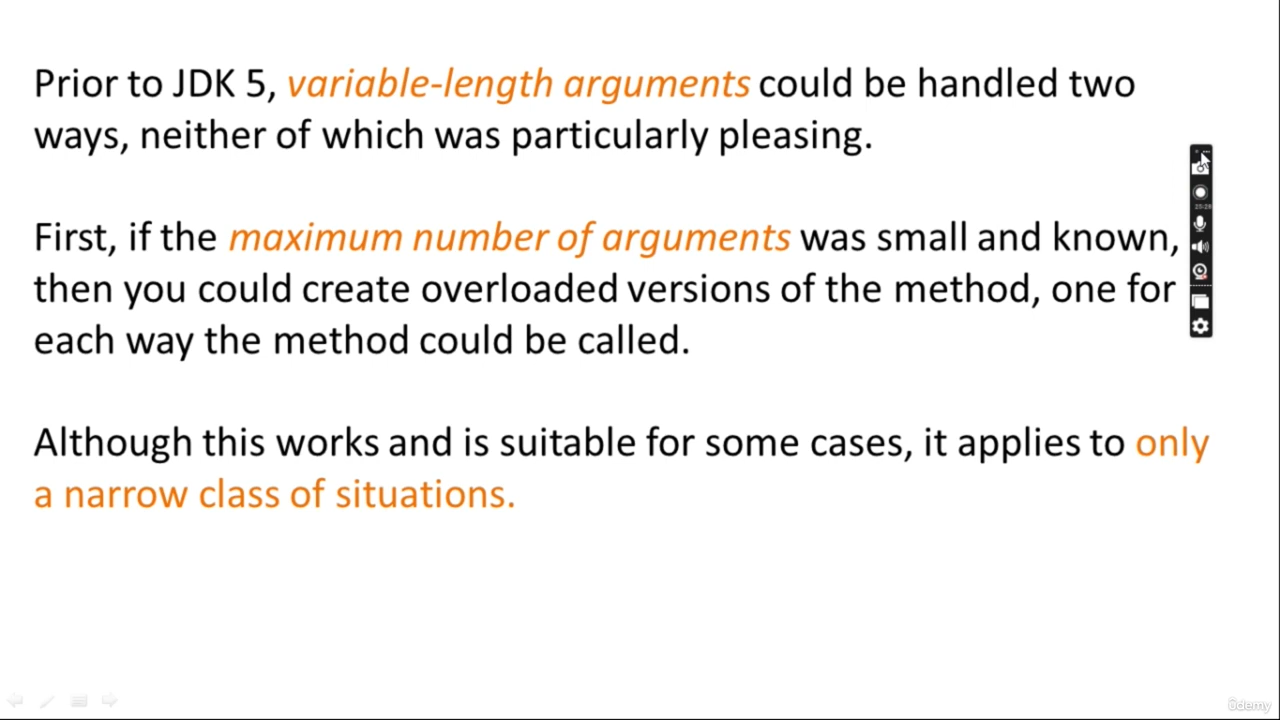 Prior to JDK 5, variable-length arguments could be handled two
ways, neither of which was particularly pleasing.
First, if the maximum number of arguments was small and known,
then you could create overloaded versions of the method, one for
each way the method could be called.
Although this works and is suitable for some cases, it applies to only
a narrow class of situations.
ûdemy